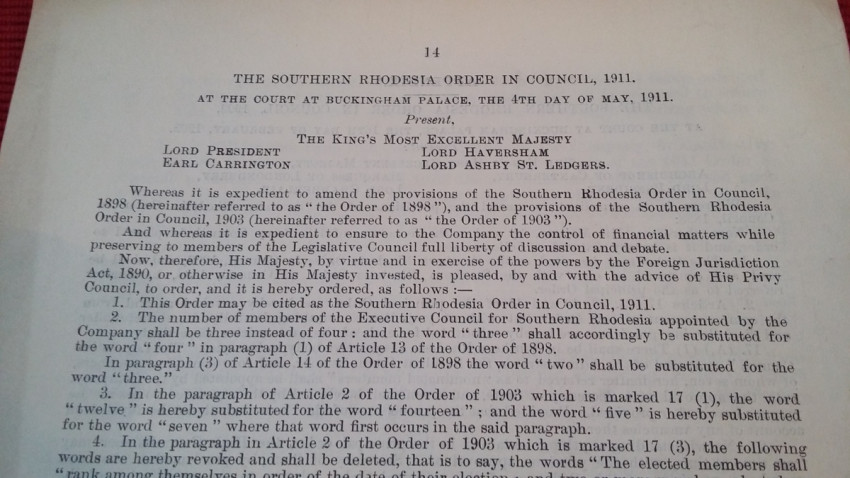 14
THE SOUTHERN RHODESIA ORDER IN COUNCIL, 1911.
AT THE COURT AT BUCKINGHAM PALACE, THE 4TH DAY OF MAY, 1911.
Present,
THE KING'S MOST EXCELLENT MAJESTY
LORD PRESIDENT LORD HAVERSHAM
EARL CARRINGTON LORD ASHBY ST. LEDGERS.
Whereas it is expedient to amend the provisions of the Southern Rhodesia Order in Council,
1898 (hereinafter referred to as “ the Order of 1898 ”), and the provisions of the Southern Rhodesia
Order in Council, 1903 (hereinafter referred to as “ the Order of 1903 ”).
And whereas it is expedient to ensure to the Company the control of financial matters while
preserving to members of the Legislative Council full liberty of discussion and debate.
Now, therefore, His Majesty, by virtue and in exercise of the powers by the Foreign Jurisdiction
Act, 1890, or otherwise in His Majesty invested, is pleased, by and with the advice of His Privy
Council, to order, and it is hereby ordered, as follows :—
1. This Order may be cited as the Southern Rhodesia Order in Council, 1911.
2. The number of members of the Executive Council for Southern Rhodesia appointed by the
Company shall be three instead of four ; and the word “ three ” shall accordingly be substituted for
the word “ four ” in paragraph (1) of Article 13 of the Order of 1898.
In paragraph (3) of Article 14 of the Order of 1898 the word “ two ” shall be substituted for the
word “ three.”
3. In the paragraph of Article 2 of the Order of 1903 which is marked 17 (1), the word
“ twelve ” is hereby substituted for the word “ fourteen ” ; and the word “ five ” is hereby substituted
for the word “ seven ” where that word first occurs in the said paragraph.
4. In the paragraph in Article 2 of the Order of 1903 which is marked 17 (3), the following
words are hereby revoked and shall be deleted, that is to say, the words “ The elected members shall
“ rank among themselves in order of the date of their election ; and two or more